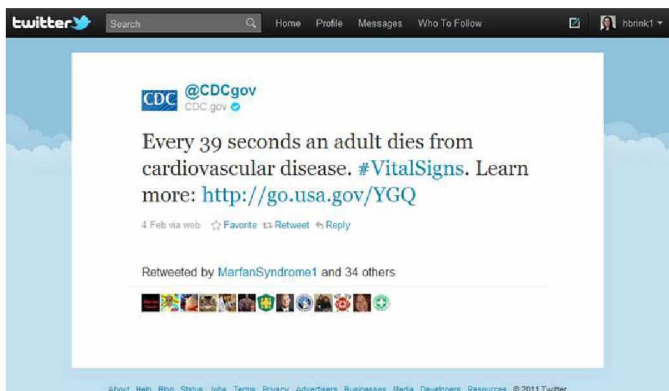 twitter
Search
Home Profile Messages Who To Follow
hbrink1
CDC
@CDCgov
CDC gov
Every 39 seconds an adult dies from
cardiovascular disease. #VitalSigns. Learn
more: http://go.usa.gov/YGQ
4 Feb via web Favorite Retweet Reply
Retweeted by MarfanSyndrome1 and 34 others
About Help Blog Status Jobs Terms Privacy Advertisers Businesses Media Developers Resources © 2011 Twitter